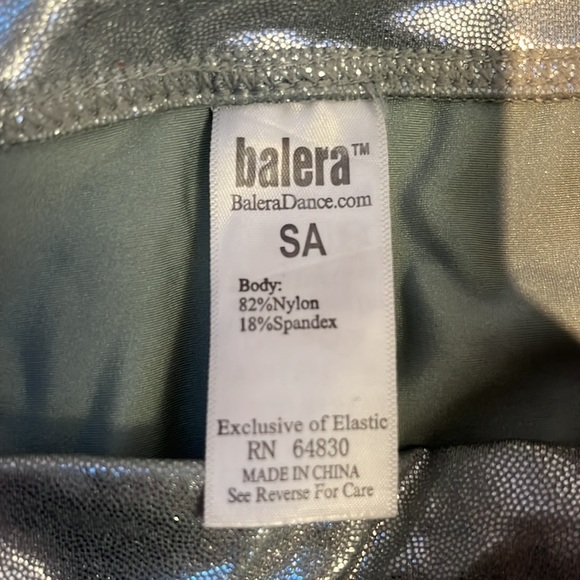 balera™
BaleraDance.com
SA
Body:
82%Nylon
18%Spandex
Exclusive of Elastic
RN 64830
MADE IN CHINA
See Reverse For Care